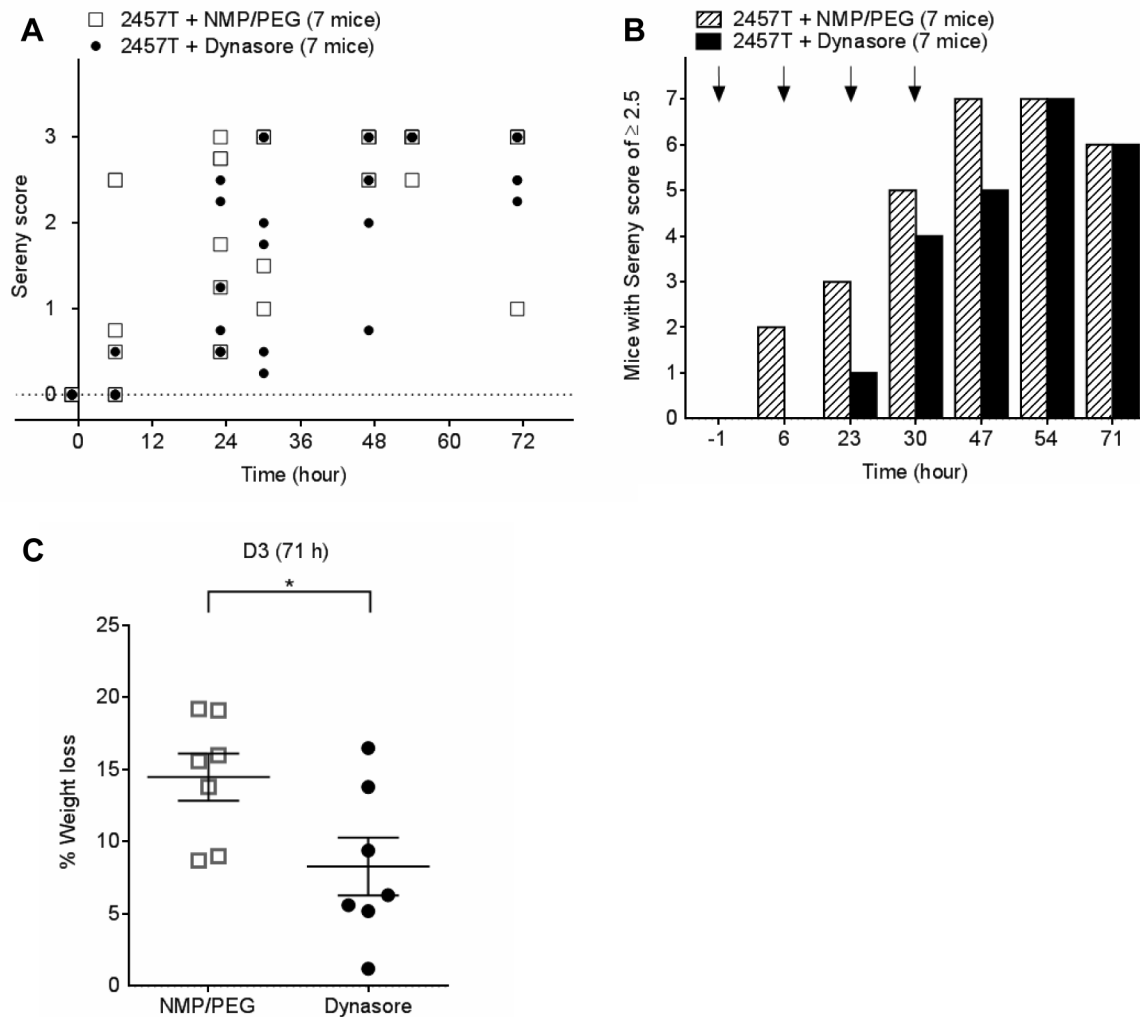 A
2457T + NMP/PEG (7 mice)
2457T + Dynasore (7 mice)
Sereny score
3
2
1
0
0 12 24 36 48 60 72
Time (hour)
B
2457T + NMP/PEG (7 mice)
2457T + Dynasore (7 mice)
Mice with Sereny score of ≥ 2.5
7
6
5
4
3
2
1
0
-1 6 23 30 47 54 71
Time (hour)
C
D3 (71 h)
*
% Weight loss
25
20
15
10
5
0
NMP/PEG Dynasore